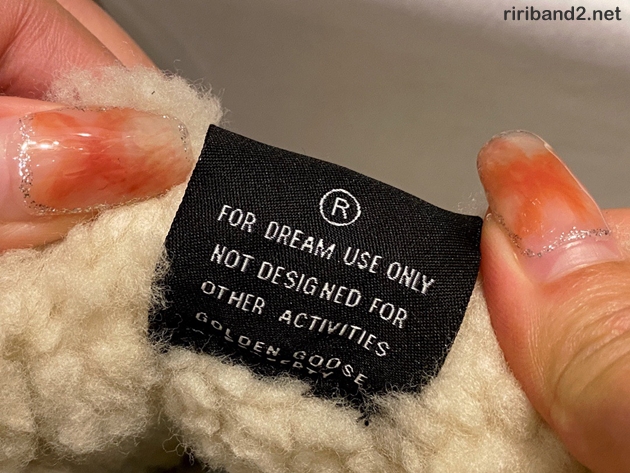 ririband2.net
®
FOR DREAM USE ONLY
NOT DESIGNED FOR
OTHER ACTIVITIES
GOLDEN GOOSE